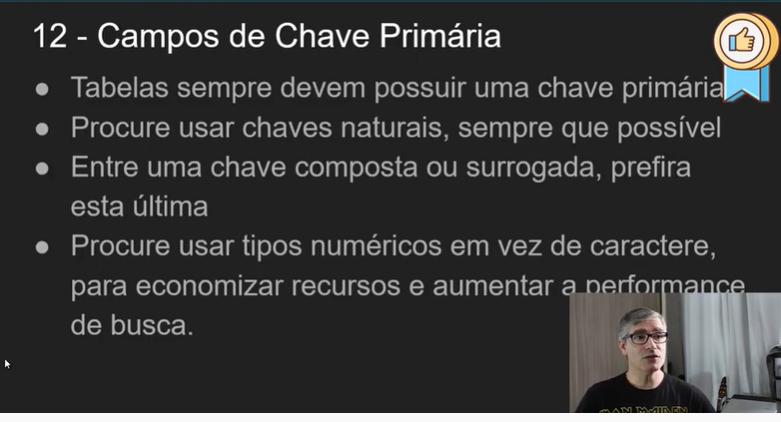 12 - Campos de Chave Primária
● Tabelas sempre devem possuir uma chave primária
● Procure usar chaves naturais, sempre que possível
● Entre uma chave composta ou surrogada, prefira
esta última
● Procure usar tipos numéricos em vez de caractere,
para economizar recursos e aumentar a performance
de busca.
IRON MAIDEN